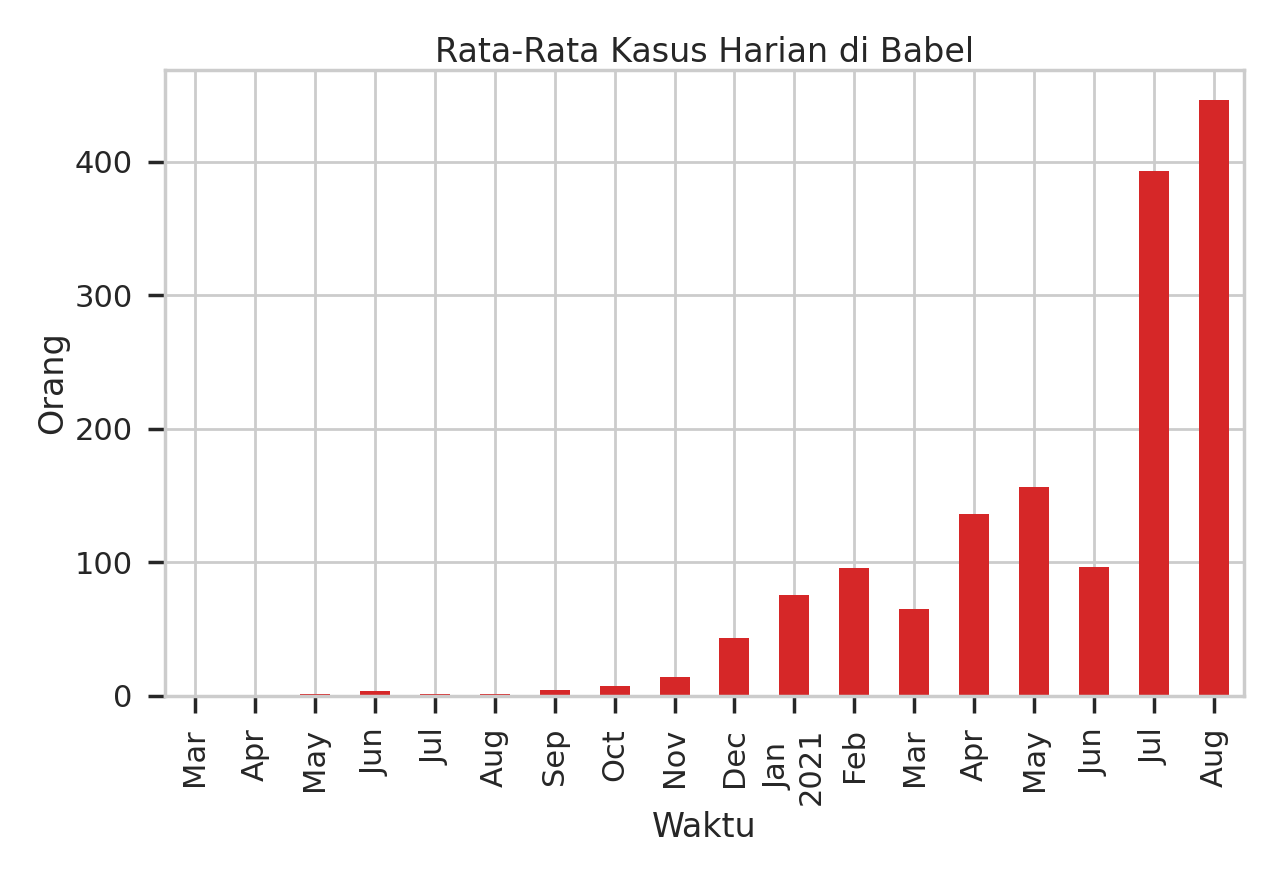 Rata-Rata Kasus Harian di Babel
Orang
400
300
200
100
0
Mar
Apr
May
Jun
Jul
Aug
Sep
Oct
Nov
Dec
Jan
2021
Feb
Mar
Apr
May
Jun
Jul
Aug
Waktu